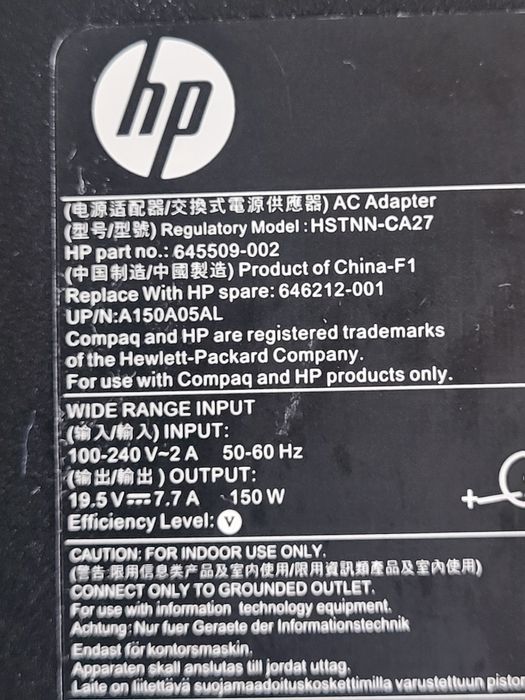 hp
(电源适配器/交換式電源供應器) AC Adapter
(型号/型號) Regulatory Model : HSTNN-CA27
HP part no.: 645509-002
(中国制造/中國製造) Product of China-F1
Replace With HP spare: 646212-001
UP/N:A150A05AL
Compaq and HP are registered trademarks
of the Hewlett-Packard Company.
For use with Compaq and HP products only.
WIDE RANGE INPUT
(输入/輸入) INPUT:
100-240 V~2 A 50-60 Hz
(输出/輸出) OUTPUT:
19.5 V⎓7.7 A 150 W
Efficiency Level: V
+
CAUTION: FOR INDOOR USE ONLY.
(警告:限用信息类产品及室内使用/限用資訊類產品及室內使用)
CONNECT ONLY TO GROUNDED OUTLET.
For use with information technology equipment.
Achtung: Nur fuer Geraete der Informationstechnik
Endast för kontorsmaskin.
Apparaten skall anslutas till jordat uttag.
Laite on liitettävä suojamaadoituskoskettimilla varustettuun pistor